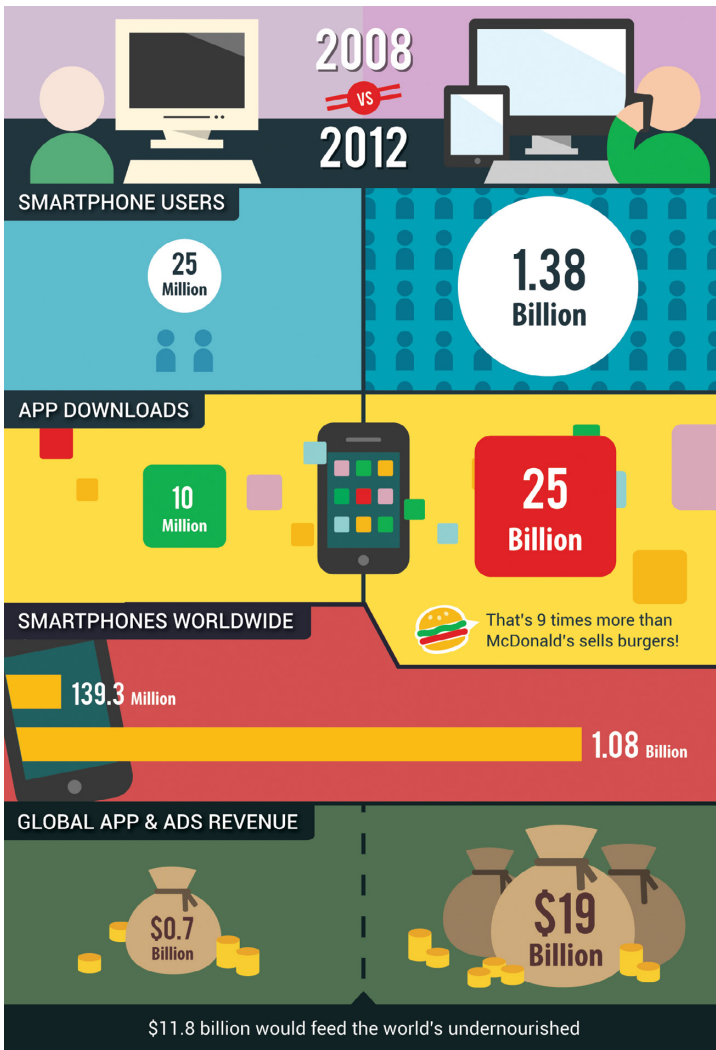 2008
VS
2012
SMARTPHONE USERS
25
Million
1.38
Billion
APP DOWNLOADS
10
Million
25
Billion
That's 9 times more than
McDonald's sells burgers!
SMARTPHONES WORLDWIDE
139.3 Million
1.08 Billion
GLOBAL APP & ADS REVENUE
$0.7
Billion
$19
Billion
$11.8 billion would feed the world's undernourished